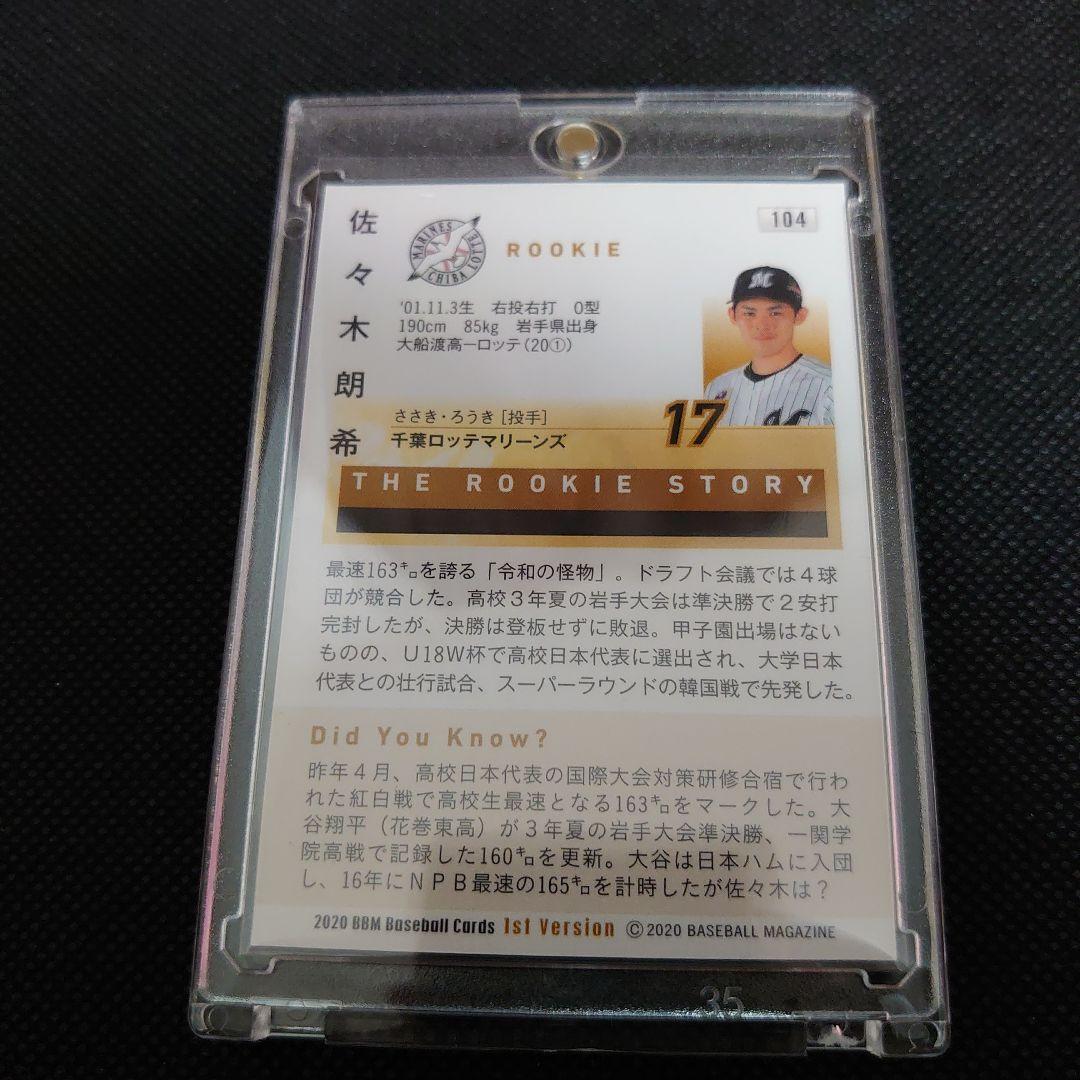 104
佐々木朗希
MARINES
CHIBA LOTTE
ROOKIE
'01.11.3生 右投右打 O型
190cm 85kg 岩手県出身
大船渡高ーロッテ(20①)
ささき・ろうき [投手]
千葉ロッテマリーンズ
17
THE ROOKIE STORY
最速163㌔を誇る「令和の怪物」。ドラフト会議では4球
団が競合した。高校3年夏の岩手大会は準決勝で2安打
完封したが、決勝は登板せずに敗退。甲子園出場はない
ものの、U18W杯で高校日本代表に選出され、大学日本
代表との壮行試合、スーパーラウンドの韓国戦で先発した。
Did You Know?
昨年4月、高校日本代表の国際大会対策研修合宿で行わ
れた紅白戦で高校生最速となる163㌔をマークした。大
谷翔平(花巻東高)が3年夏の岩手大会準決勝、一関学
院高戦で記録した160㌔を更新。大谷は日本ハムに入団
し、16年にNPB最速の165㌔を計時したが佐々木は?
2020 BBM Baseball Cards 1st Version ©2020 BASEBALL MAGAZINE
35